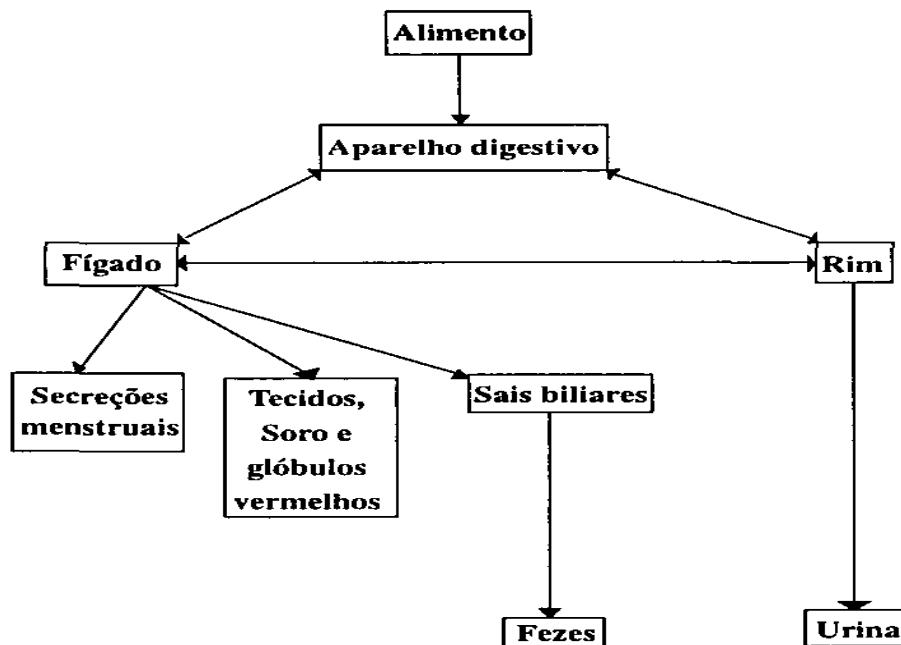 Alimento
Aparelho digestivo
Fígado
Rim
Secreções
menstruais
Tecidos,
Soro e
glóbulos
vermelhos
Sais biliares
Fezes
Urina